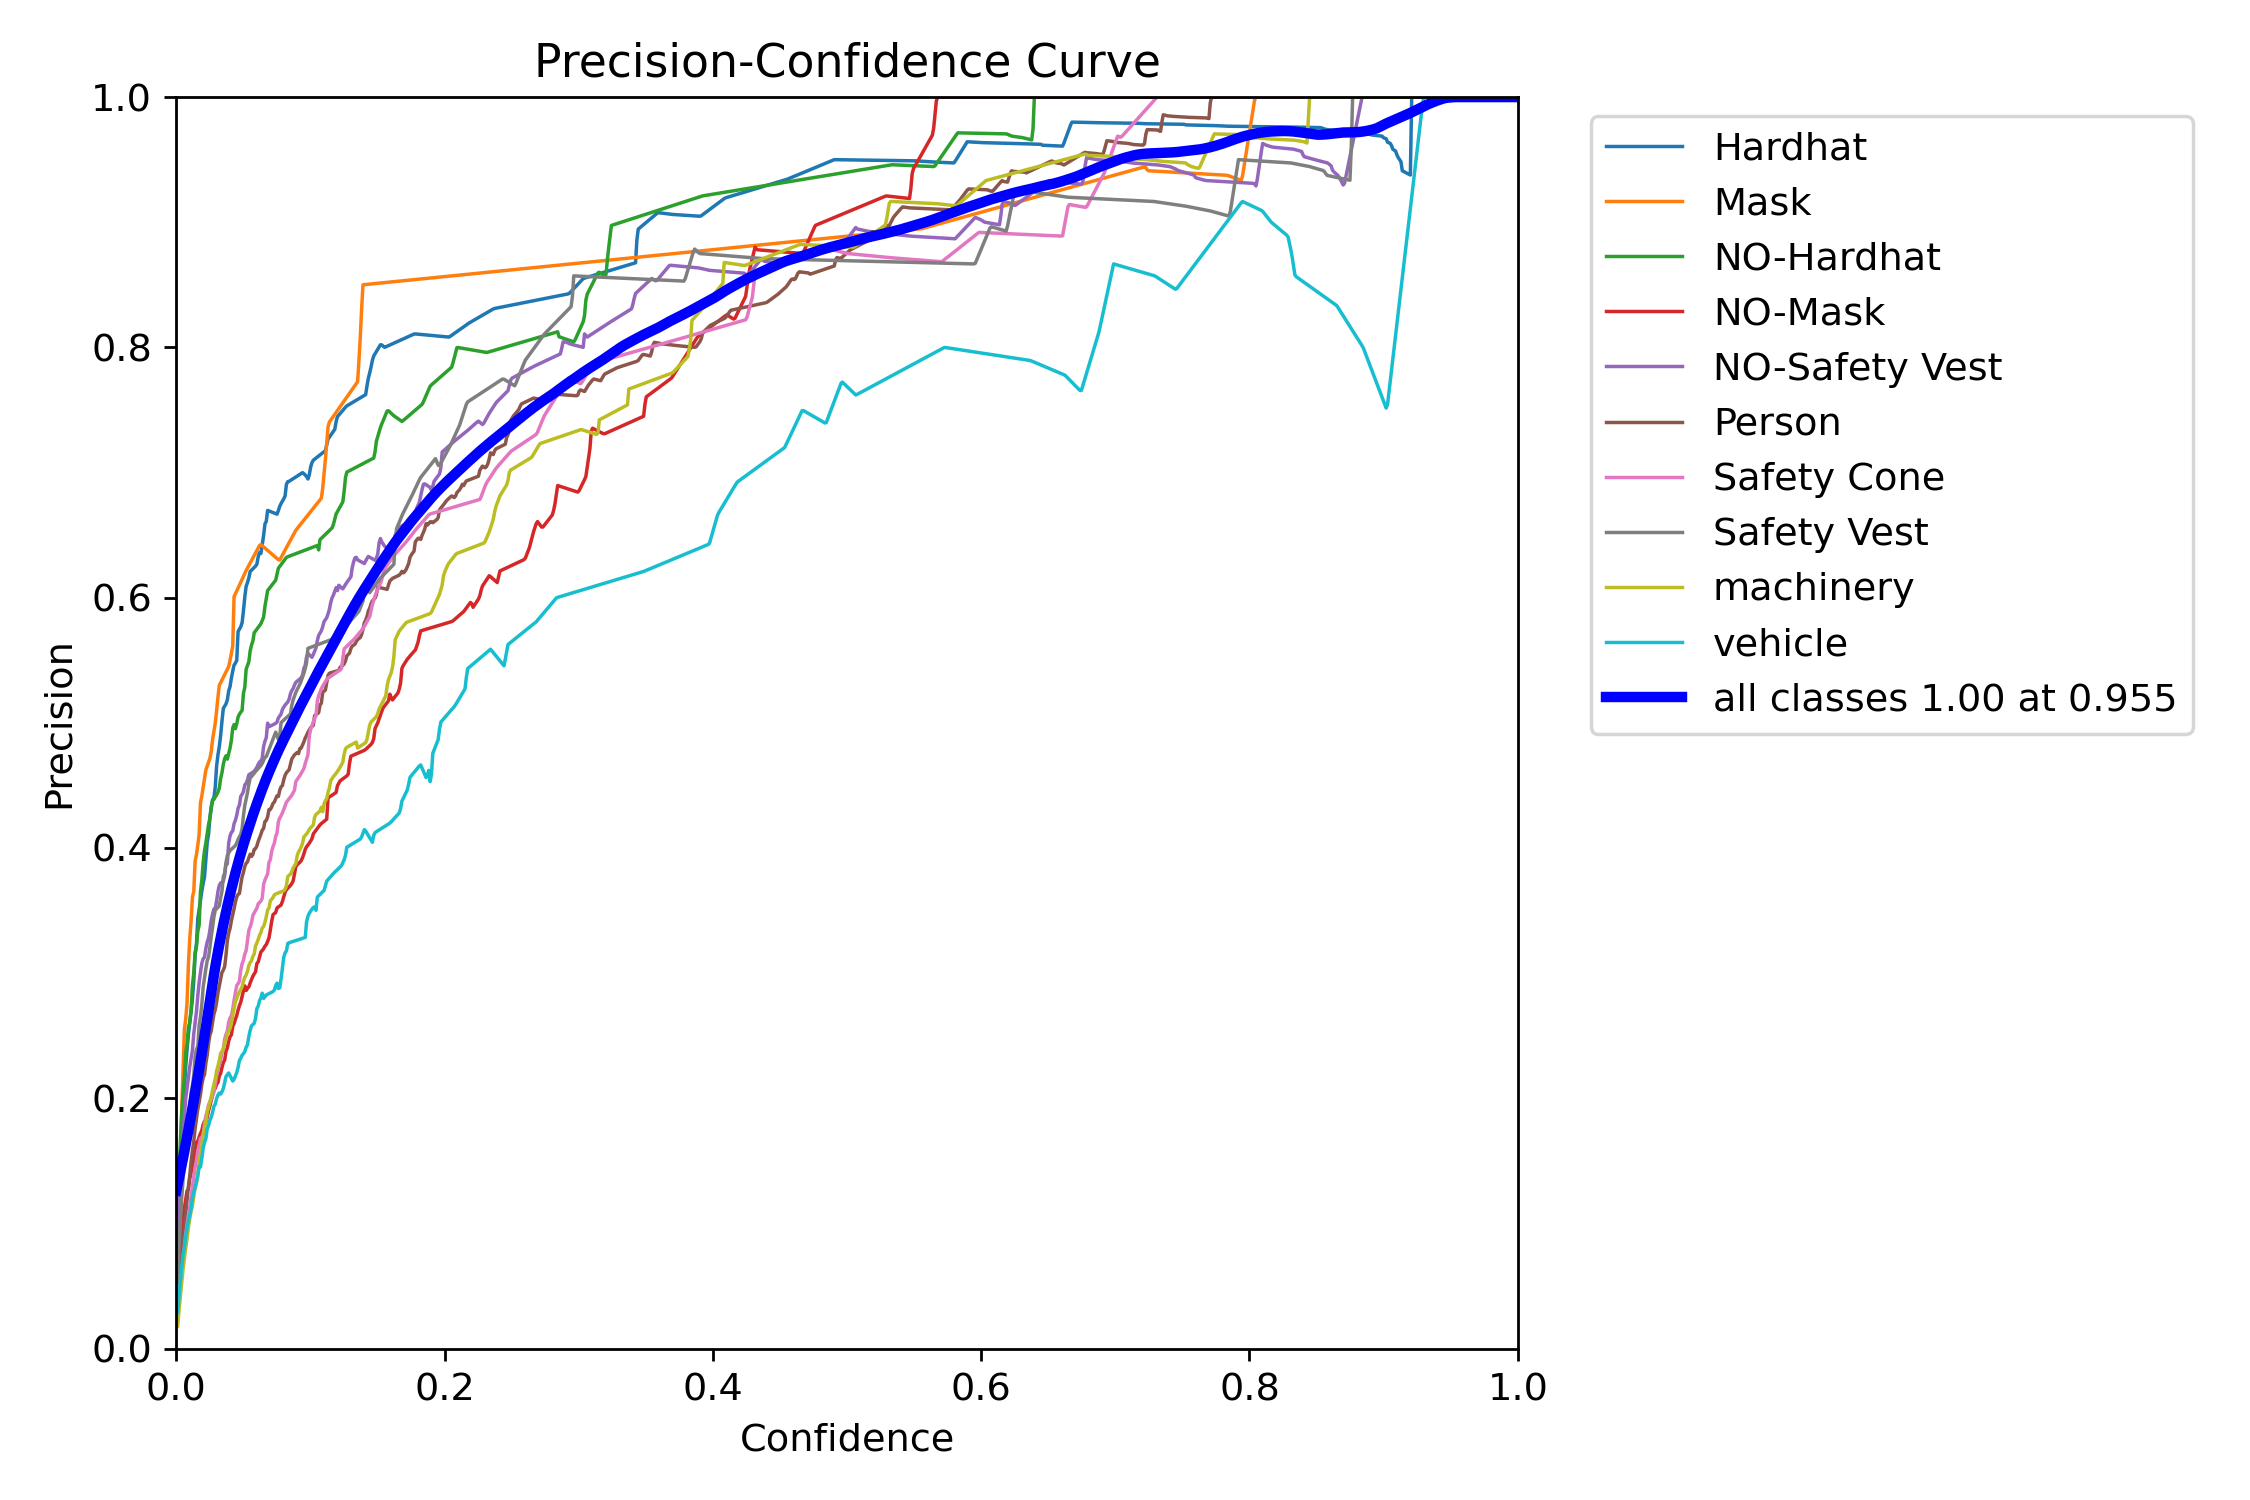 Precision-Confidence Curve
1.0
0.8
0.6
0.4
0.2
0.0
Precision
0.0 0.2 0.4 0.6 0.8 1.0
Confidence
Hardhat
Mask
NO-Hardhat
NO-Mask
NO-Safety Vest
Person
Safety Cone
Safety Vest
machinery
vehicle
all classes 1.00 at 0.955